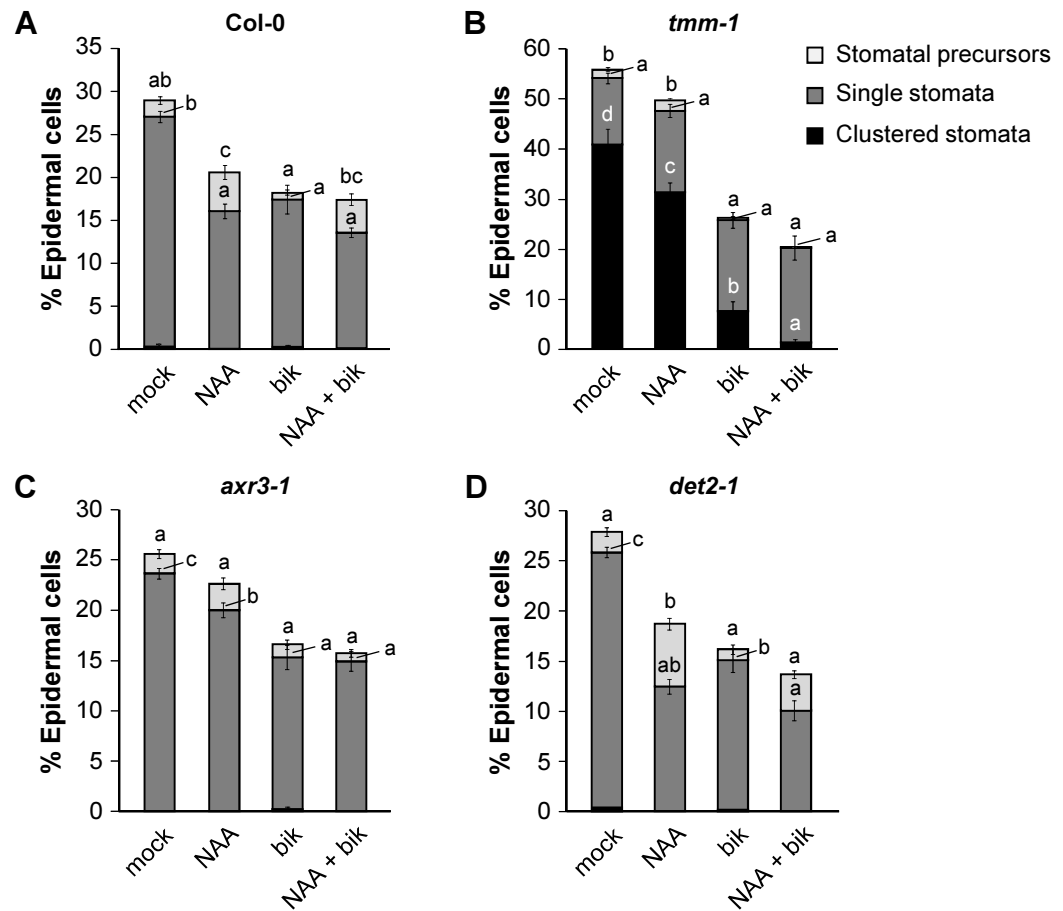 A
Col-0
% Epidermal cells
35
30
25
20
15
10
5
0
ab
b
c
a
a
a
bc
a
mock
NAA
bik
NAA + bik
B
tmm-1
% Epidermal cells
60
50
40
30
20
10
0
b
a
d
b
a
c
a
a
b
a
a
a
mock
NAA
bik
NAA + bik
Stomatal precursors
Single stomata
Clustered stomata
C
axr3-1
% Epidermal cells
30
25
20
15
10
5
0
a
c
a
b
a
a
a
a
mock
NAA
bik
NAA + bik
D
det2-1
% Epidermal cells
30
25
20
15
10
5
0
a
c
b
ab
a
b
a
a
mock
NAA
bik
NAA + bik